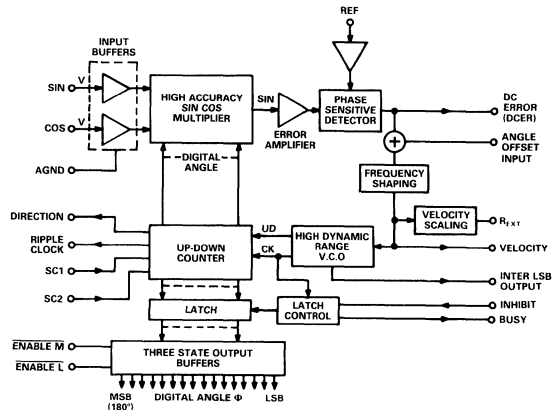 REF
INPUT
BUFFERS
SIN
V
COS
V
AGND
HIGH ACCURACY
SIN COS
MULTIPLIER
SIN
ERROR
AMPLIFIER
PHASE
SENSITIVE
DETECTOR
DC
ERROR
(DCER)
+
ANGLE
OFFSET
INPUT
DIGITAL
ANGLE
FREQUENCY
SHAPING
VELOCITY
SCALING
REXT
VELOCITY
DIRECTION
RIPPLE
CLOCK
SC1
SC2
UP-DOWN
COUNTER
UD
CK
HIGH DYNAMIC
RANGE
V.C.O
INTER LSB
OUTPUT
LATCH
LATCH
CONTROL
INHIBIT
BUSY
ENABLE M
ENABLE L
THREE STATE OUTPUT
BUFFERS
MSB
(180°)
DIGITAL ANGLE Φ
LSB